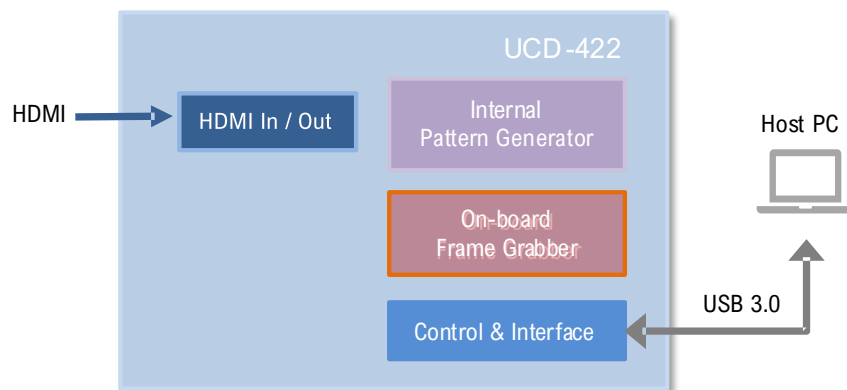 UCD-422
HDMI
HDMI In / Out
Internal
Pattern Generator
Host PC
On-board
Frame Grabber
USB 3.0
Control & Interface